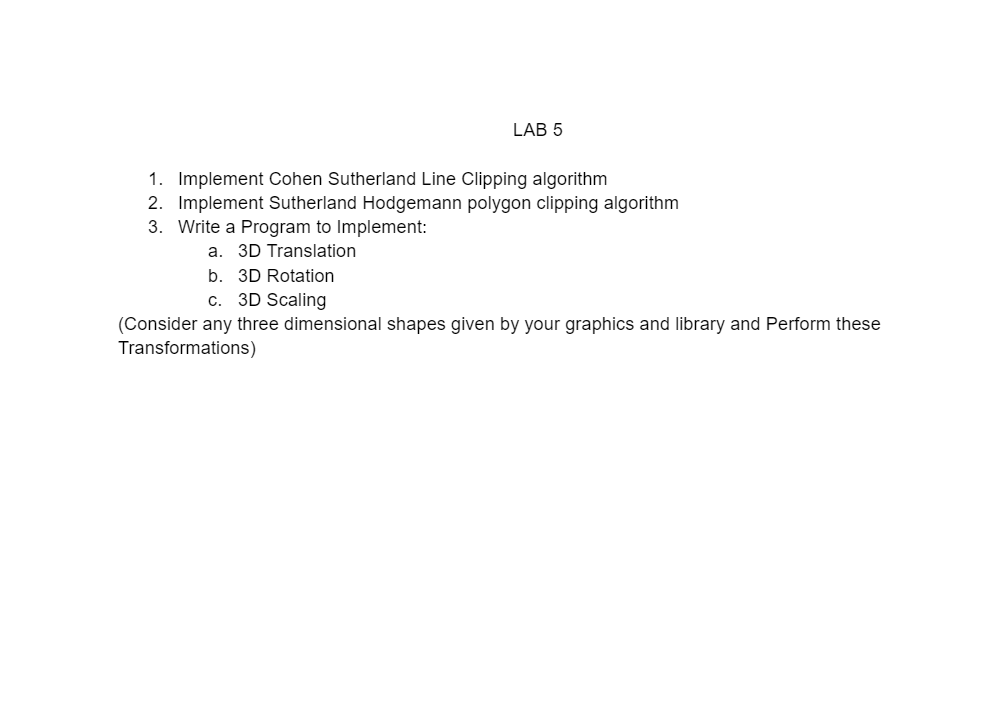 LAB 5
1. Implement Cohen Sutherland Line Clipping algorithm
2. Implement Sutherland Hodgemann polygon clipping algorithm
3. Write a Program to Implement:
a. 3D Translation
b. 3D Rotation
c. 3D Scaling
(Consider any three dimensional shapes given by your graphics and library and Perform these
Transformations)